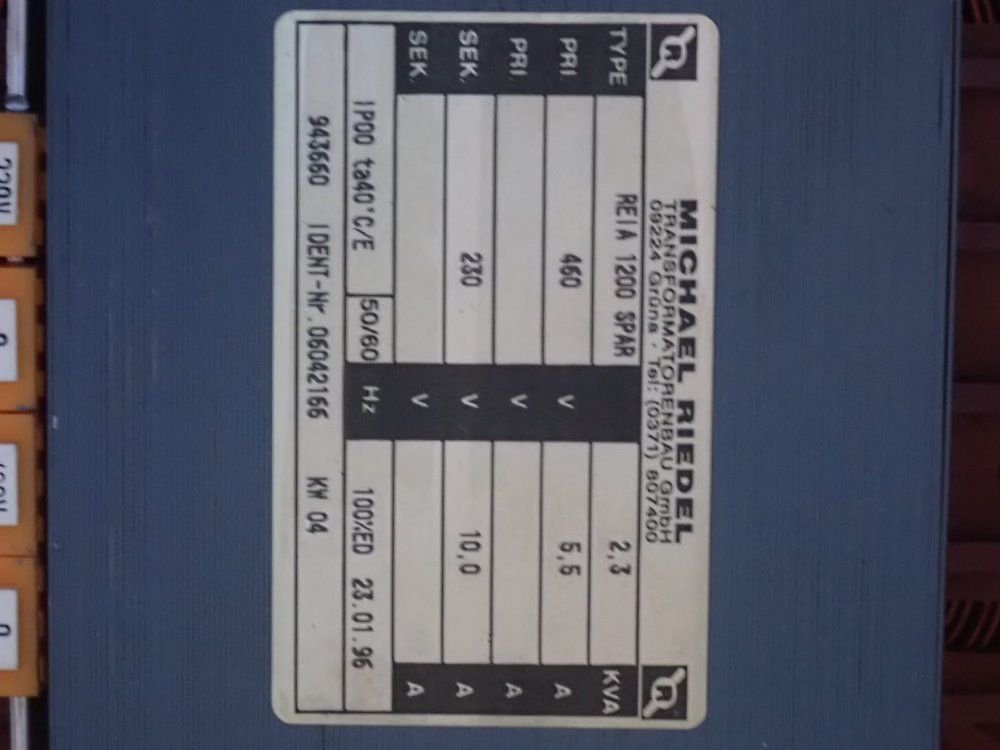 MICHAEL RIEDEL
TRANSFORMATORENBAU GmbH
09224 Grüna · Tel: (0371) 807400
TYPE REIA 1200 SPAR 2,3 KVA
PRI 460 V 5,5 A
PRI V A
SEK. 230 V 10,0 A
SEK. V A
IP00 ta40°C/E 50/60 Hz 100%ED 23.01.96
943660 IDENT-Nr.06042166 KW 04